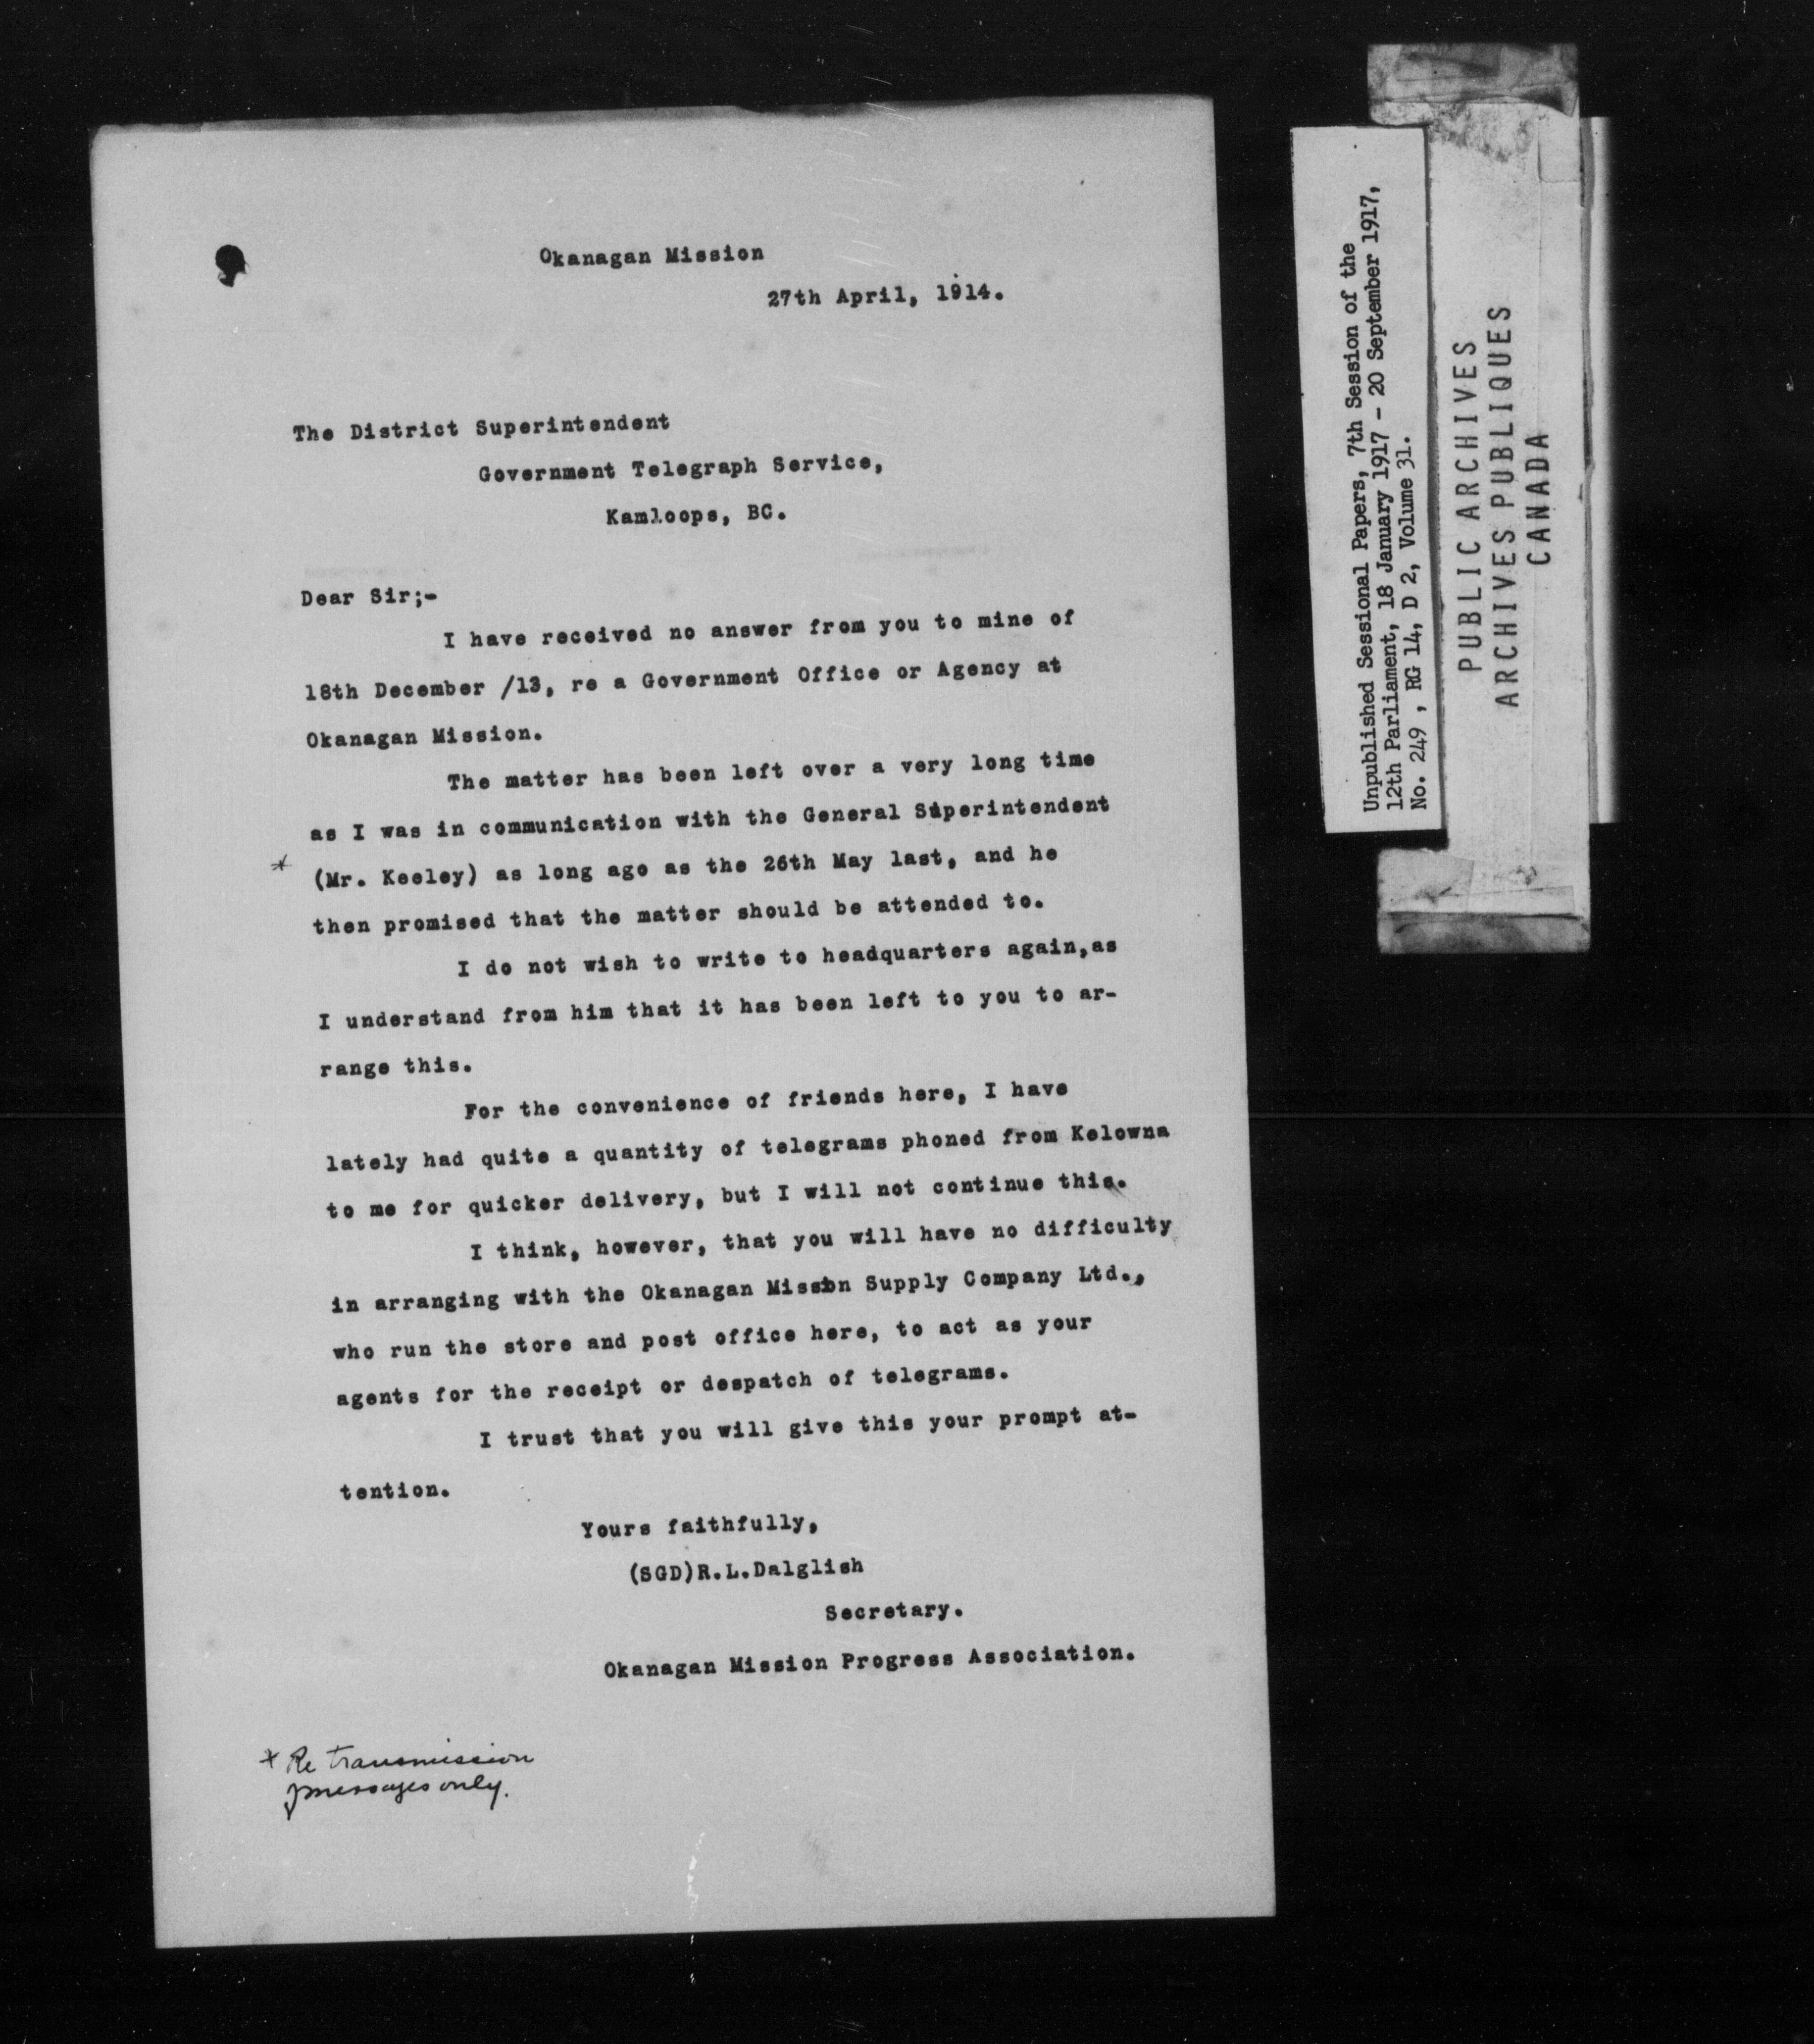 Okanagan Mission
27th April, 1914.
The District Superintendent
Government Telegraph Service,
Kamloops, BC.
Dear Sir;-
I have received no answer from you to mine of
18th December /13, re a Government Office or Agency at
Okanagan Mission.
The matter has been left over a very long time
as I was in communication with the General Superintendent
* (Mr. Keeley) as long ago as the 26th May last, and he
then promised that the matter should be attended to.
I do not wish to write to headquarters again,as
I understand from him that it has been left to you to ar-
range this.
For the convenience of friends here, I have
lately had quite a quantity of telegrams phoned from Kelowna
to me for quicker delivery, but I will not continue this.
I think, however, that you will have no difficulty
in arranging with the Okanagan Mission Supply Company Ltd.,
who run the store and post office here, to act as your
agents for the receipt or despatch of telegrams.
I trust that you will give this your prompt at-
tention.
Yours faithfully,
(SGD)R.L.Dalglish
Secretary.
Okanagan Mission Progress Association.
* Re transmission
of messages only.
Unpublished Sessional Papers, 7th Session of the
12th Parliament, 18 January 1917 - 20 September 1917,
No. 249 , RG 14, D 2, Volume 31.
PUBLIC ARCHIVES
ARCHIVES PUBLIQUES
CANADA